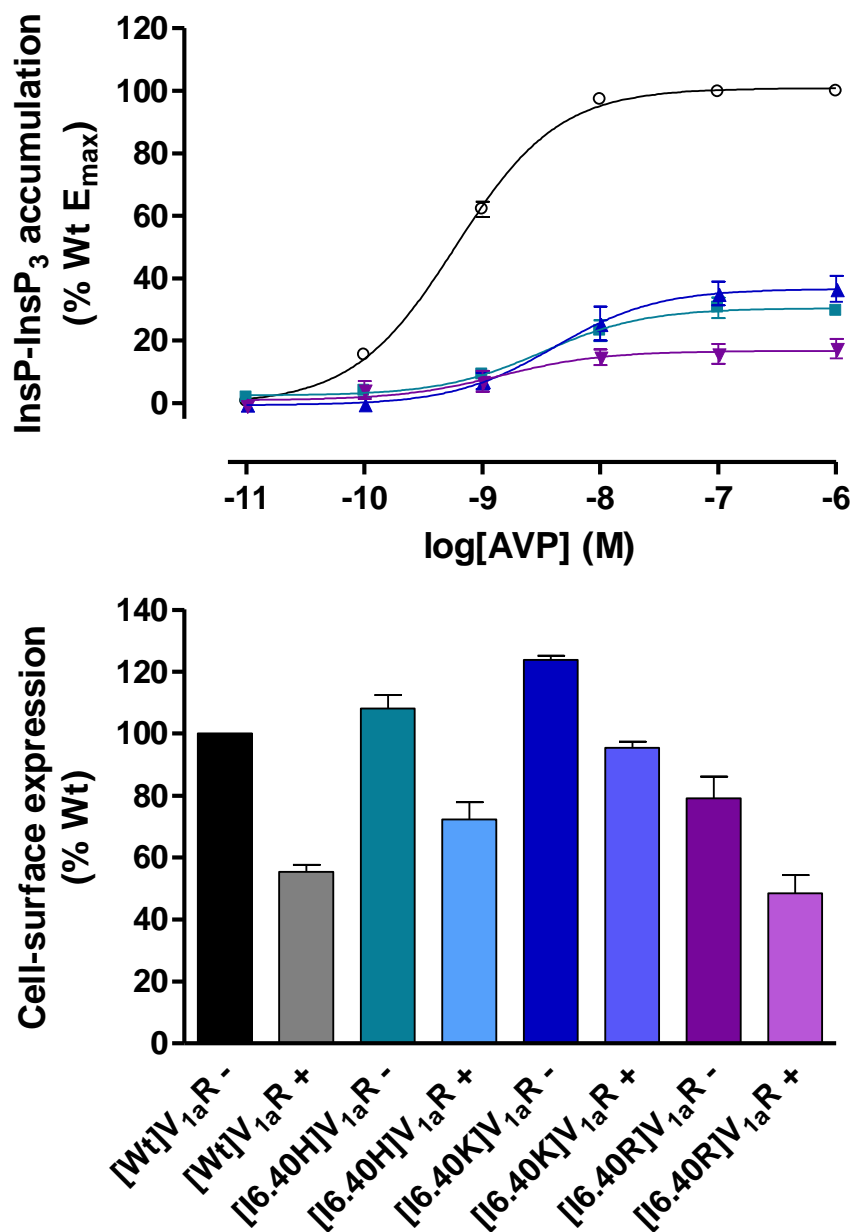 InsP-InsP₃ accumulation
(% Wt Eₘₐₓ)
120
100
80
60
40
20
0
-11 -10 -9 -8 -7 -6
log[AVP] (M)
Cell-surface expression
(% Wt)
140
120
100
80
60
40
20
0
[Wt]V₁ₐR -
[Wt]V₁ₐR +
[I6.40H]V₁ₐR -
[I6.40H]V₁ₐR +
[I6.40K]V₁ₐR -
[I6.40K]V₁ₐR +
[I6.40R]V₁ₐR -
[I6.40R]V₁ₐR +